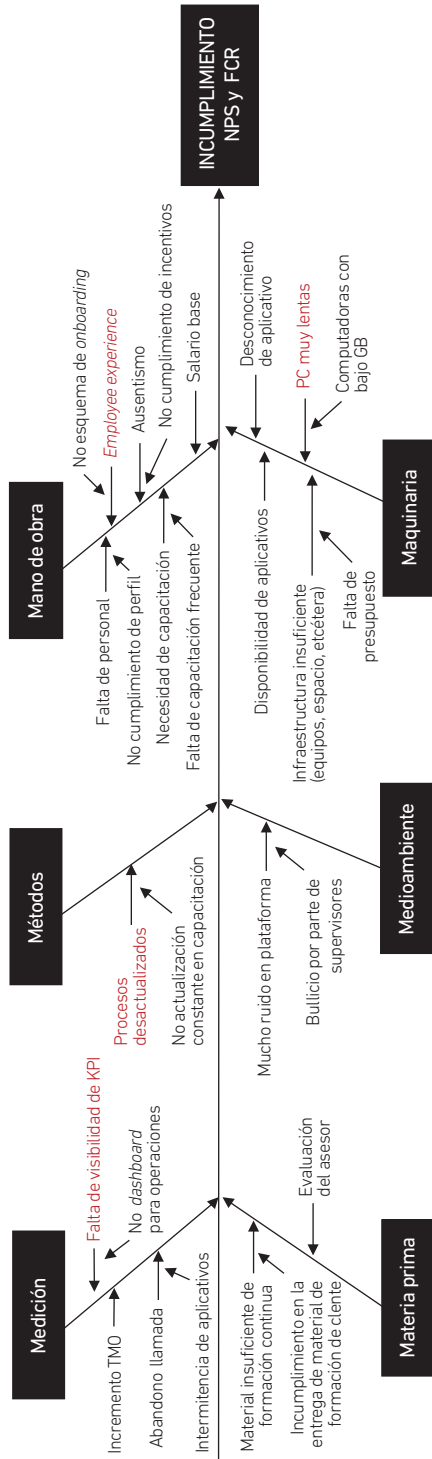 Medición
Falta de visibilidad de KPI
No dashboard
para operaciones
Incremento TMO
Abandono llamada
Intermitencia de aplicativos
Métodos
Procesos
desactualizados
No actualización
constante en capacitación
Mano de obra
No esquema de onboarding
Employee experience
Ausentismo
No cumplimiento de incentivos
Salario base
Falta de personal
No cumplimiento de perfil
Necesidad de capacitación
Falta de capacitación frecuente
INCUMPLIMIENTO
NPS y FCR
Material insuficiente de
formación continua
Incumplimiento en la
entrega de material de
formación de clente
Evaluación
del asesor
Materia prima
Mucho ruido en plataforma
Bullicio por parte de
supervisores
Medioambiente
Disponibilidad de aplicativos
Infraestructura insuficiente
(equipos, espacio, etcétera)
Falta de
presupuesto
Desconocimiento
de aplicativo
PC muy lentas
Computadoras con
bajo GB
Maquinaria